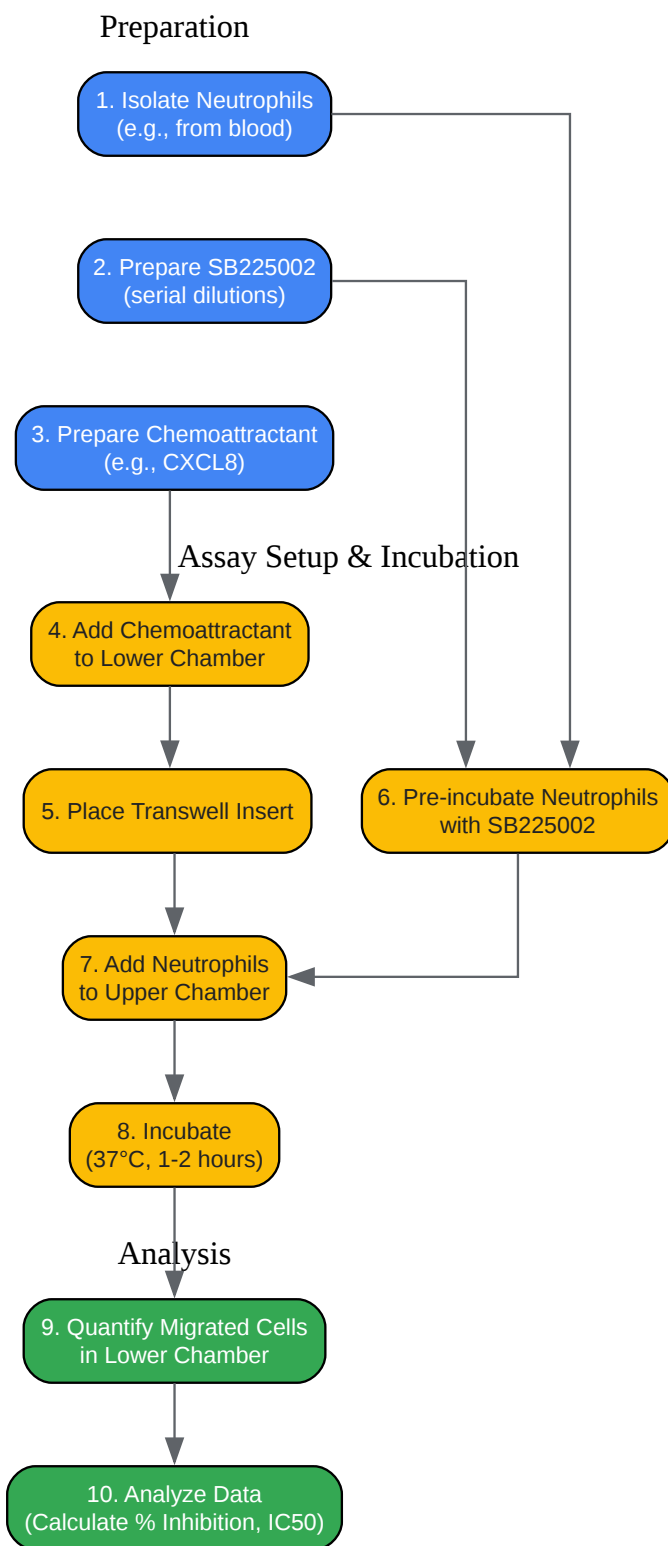 Preparation
1. Isolate Neutrophils
(e.g., from blood)
2. Prepare SB225002
(serial dilutions)
3. Prepare Chemoattractant
(e.g., CXCL8)
Assay Setup & Incubation
4. Add Chemoattractant
to Lower Chamber
5. Place Transwell Insert
6. Pre-incubate Neutrophils
with SB225002
7. Add Neutrophils
to Upper Chamber
8. Incubate
(37°C, 1-2 hours)
Analysis
9. Quantify Migrated Cells
in Lower Chamber
10. Analyze Data
(Calculate % Inhibition, IC50)